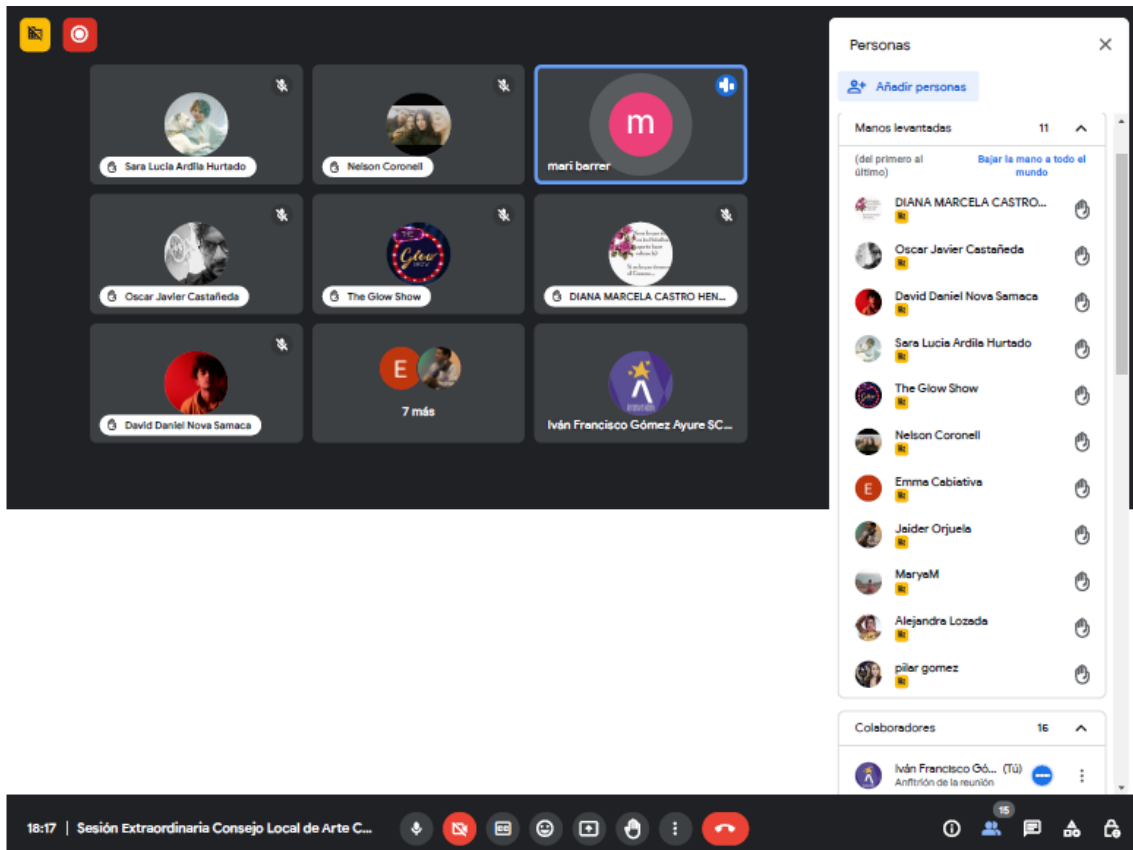 Sara Lucia Ardila Hurtado
Nelson Coronell
m
mari barrer
Oscar Javier Castañeda
The Glow Show
DIANA MARCELA CASTRO HEN...
David Daniel Nova Samaca
E
7 más
Iván Francisco Gómez Ayure SC...
Personas
Añadir personas
Manos levantadas 11
(del primero al último)
Bajar la mano a todo el mundo
DIANA MARCELA CASTRO...
Oscar Javier Castañeda
David Daniel Nova Samaca
Sara Lucia Ardila Hurtado
The Glow Show
Nelson Coronell
E
Emma Cabiativa
Jaider Orjuela
MaryaM
Alejandra Lozada
pilar gomez
Colaboradores 16
Iván Francisco Gó... (Tú)
Anfitrión de la reunión
18:17 | Sesión Extraordinaria Consejo Local de Arte C...
15